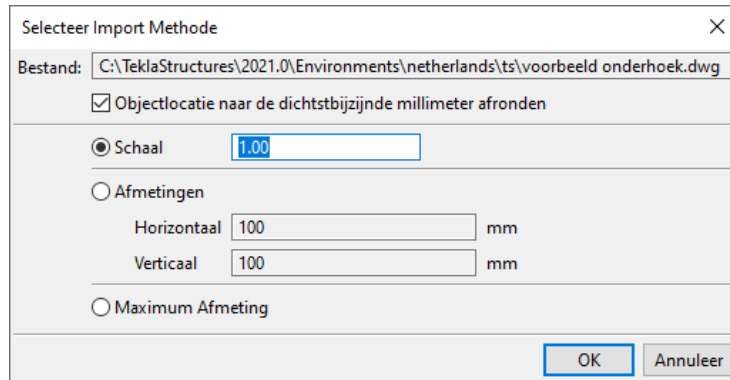 Selecteer Import Methode
Bestand: C:\TeklaStructures\2021.0\Environments\netherlands\ts\voorbeeld onderhoek.dwg
Objectlocatie naar de dichtstbijzijnde millimeter afronden
Schaal 1.00
Afmetingen
Horizontaal 100 mm
Verticaal 100 mm
Maximum Afmeting
OK Annuleer